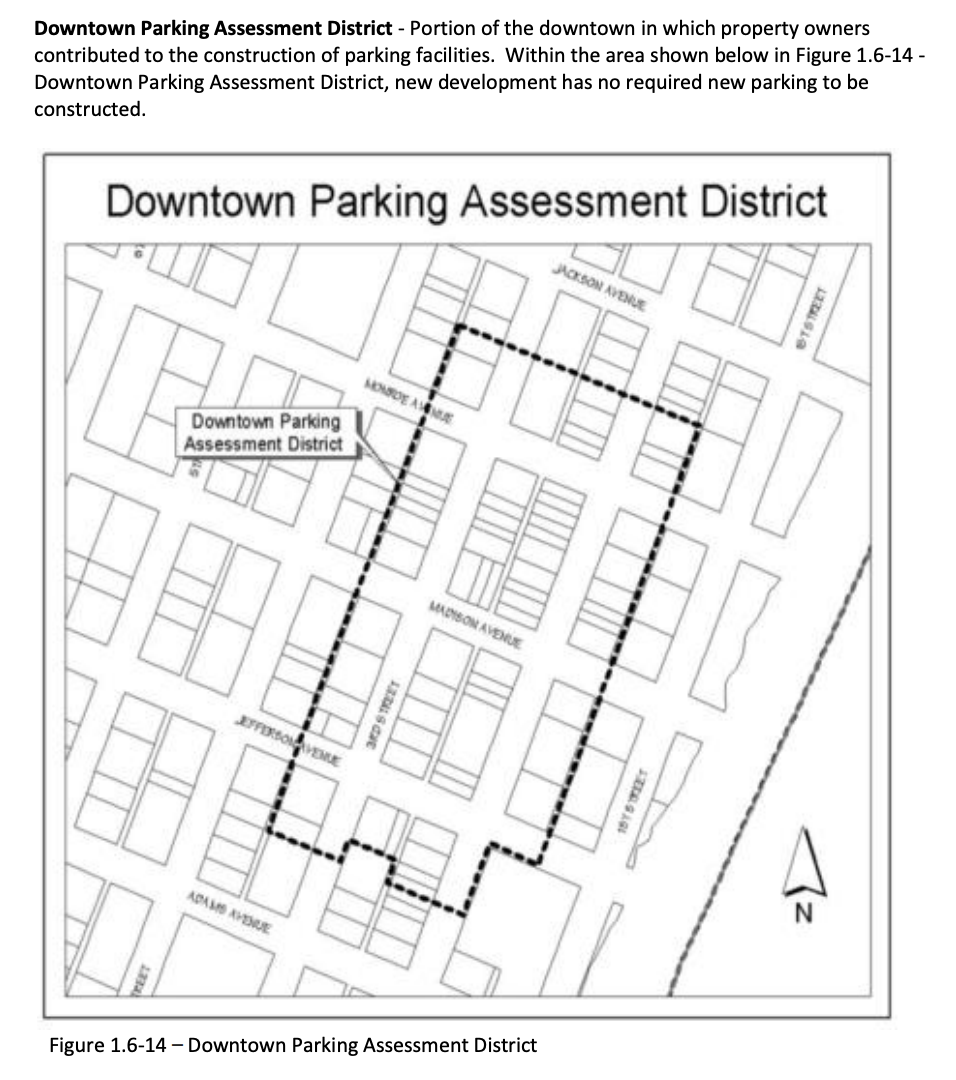 Downtown Parking Assessment District - Portion of the downtown in which property owners
contributed to the construction of parking facilities.  Within the area shown below in Figure 1.6-14 -
Downtown Parking Assessment District, new development has no required new parking to be
constructed.
Downtown Parking Assessment District
JACKSON AVENUE
1ST STREET
MONROE AVENUE
Downtown Parking
Assessment District
MADISON AVENUE
3RD STREET
JEFFERSON AVENUE
1ST STREET
ADAMS AVENUE
N
Figure 1.6-14 – Downtown Parking Assessment District